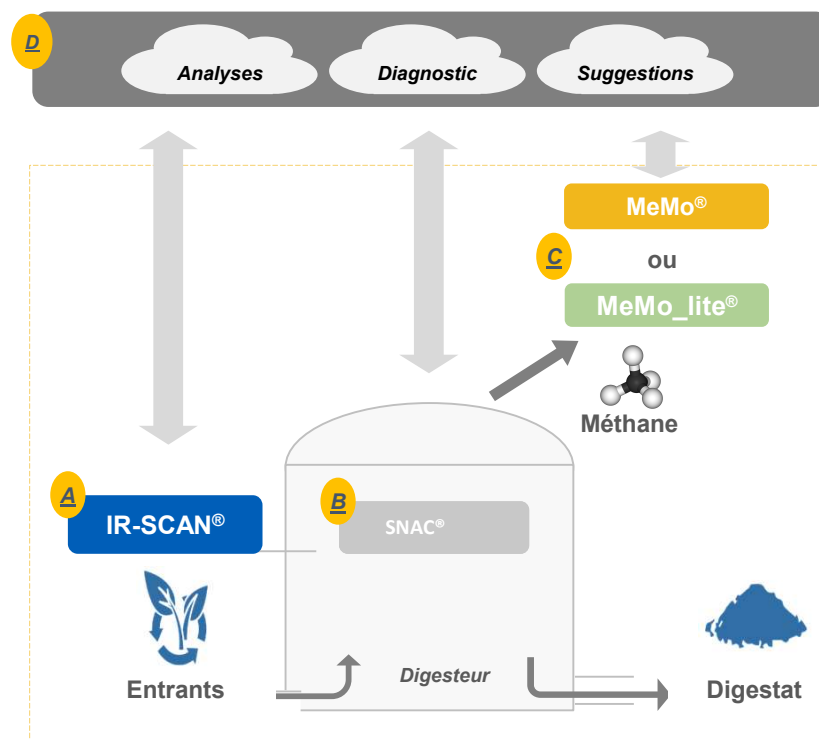 D
Analyses
Diagnostic
Suggestions
MeMo®
C
ou
MeMo_lite®
Méthane
A
IR-SCAN®
B
SNAC®
Entrants
Digesteur
Digestat